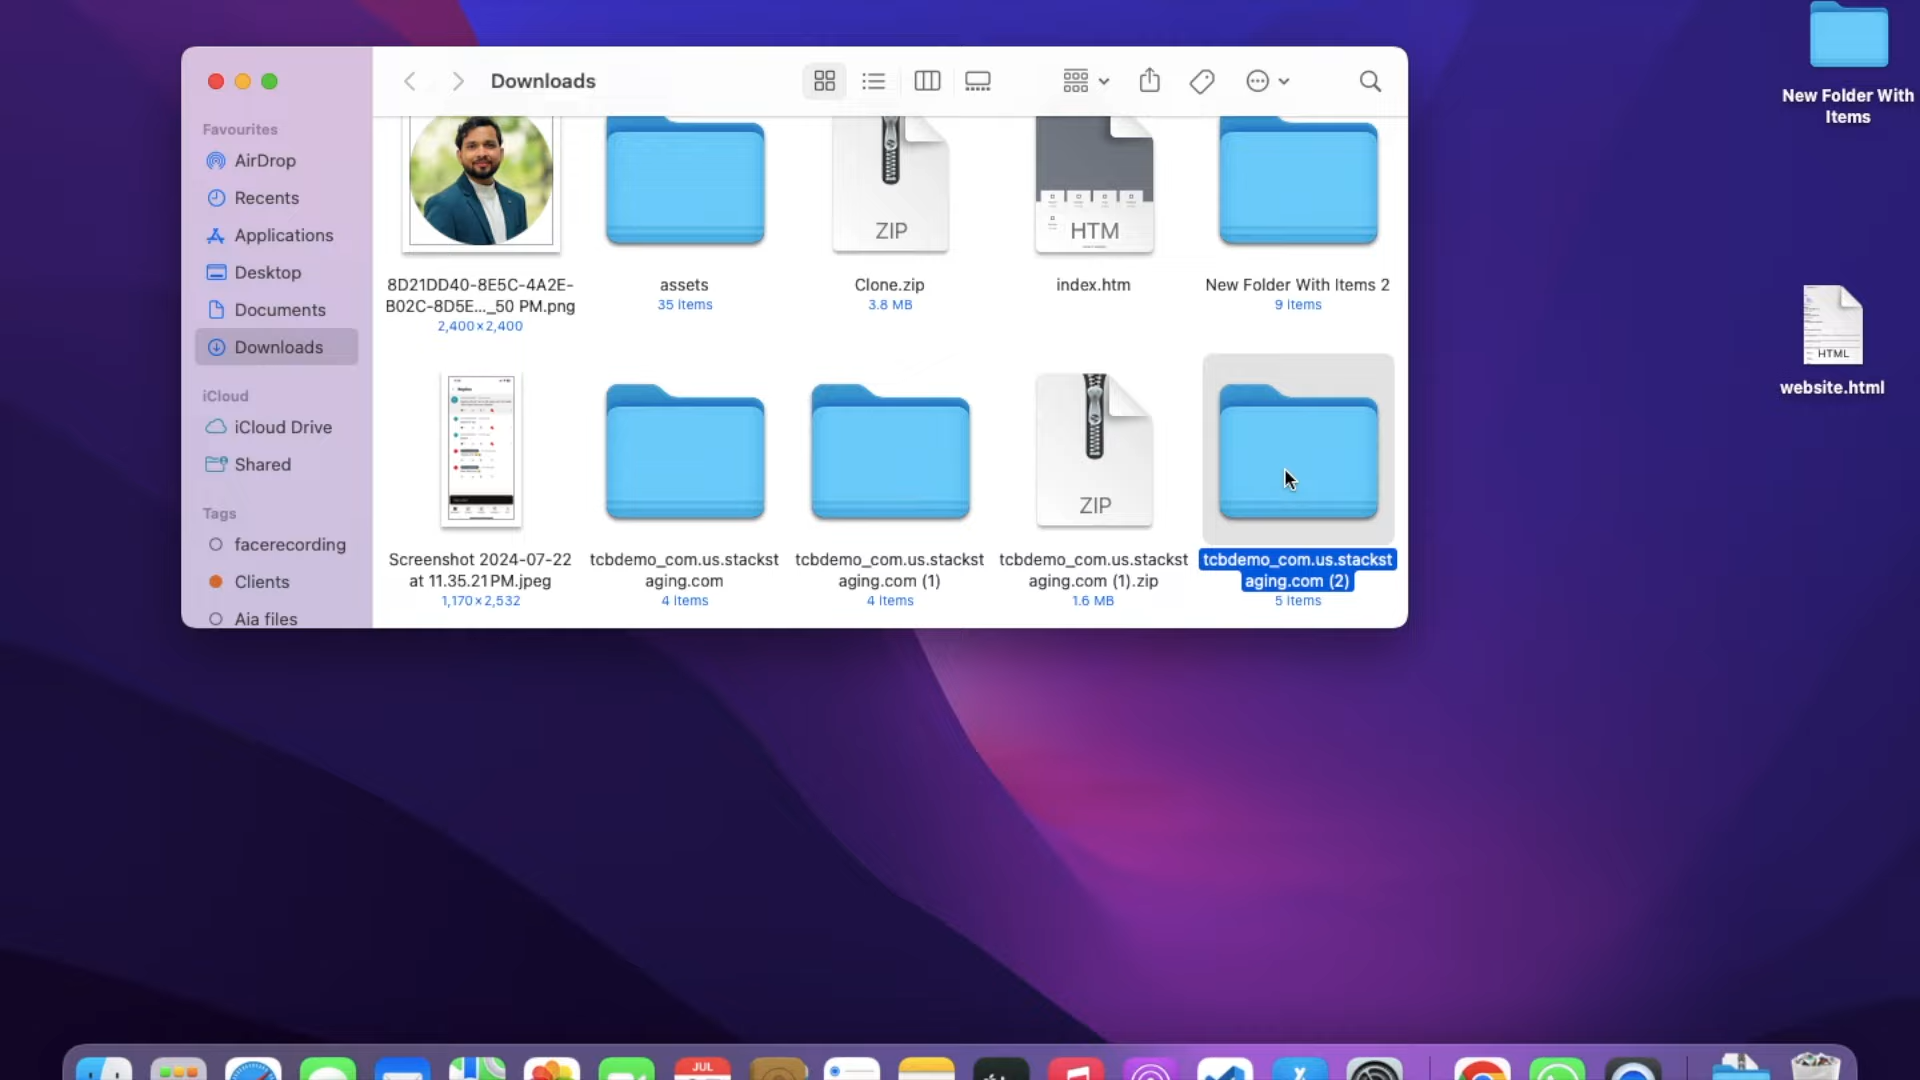 Downloads
New Folder With
Items
Favourites
AirDrop
Recents
Applications
Desktop
Documents
Downloads
iCloud
iCloud Drive
Shared
Tags
facerecording
Clients
Aia files
ZIP
HTM
8D21DD40-8E5C-4A2E-
B02C-8D5E..._50 PM.png
2,400×2,400
assets
35 Items
Clone.zip
3.8 MB
index.htm
New Folder With Items 2
9 Items
HTML
website.html
ZIP
Screenshot 2024-07-22
at 11.35.21 PM.jpeg
1,170×2,532
tcbdemo_com.us.stackst
aging.com
4 Items
tcbdemo_com.us.stackst
aging.com (1)
4 Items
tcbdemo_com.us.stackst
aging.com (1).zip
1.6 MB
tcbdemo_com.us.stackst
aging.com (2)
5 Items
JUL